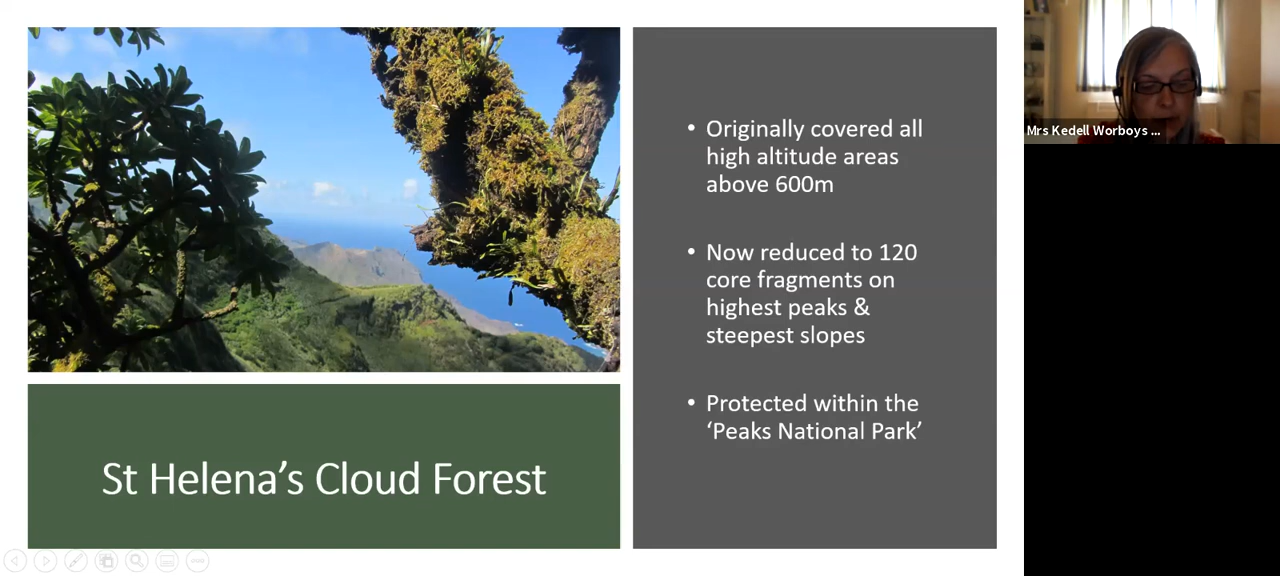 St Helena’s Cloud Forest
• Originally covered all
high altitude areas
above 600m
• Now reduced to 120
core fragments on
highest peaks &
steepest slopes
• Protected within the
‘Peaks National Park’
Mrs Kedell Worboys ...